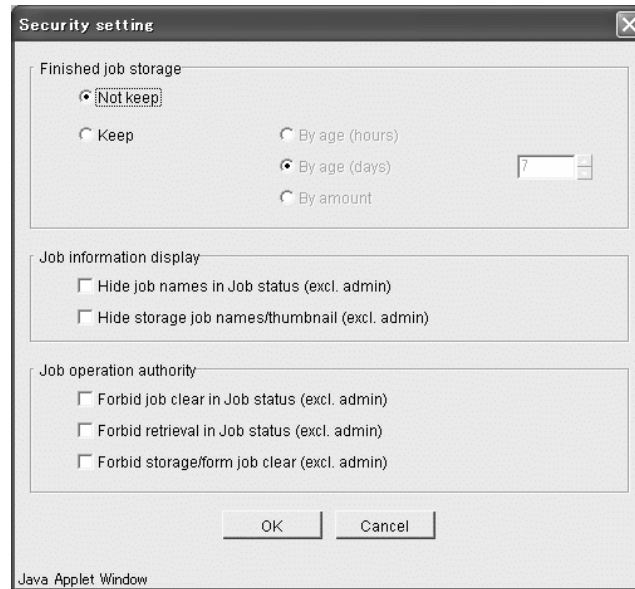 Security setting
Finished job storage
Not keep
Keep
By age (hours)
By age (days)
7
By amount
Job information display
Hide job names in Job status (excl. admin)
Hide storage job names/thumbnail (excl. admin)
Job operation authority
Forbid job clear in Job status (excl. admin)
Forbid retrieval in Job status (excl. admin)
Forbid storage/form job clear (excl. admin)
OK
Cancel
Java Applet Window